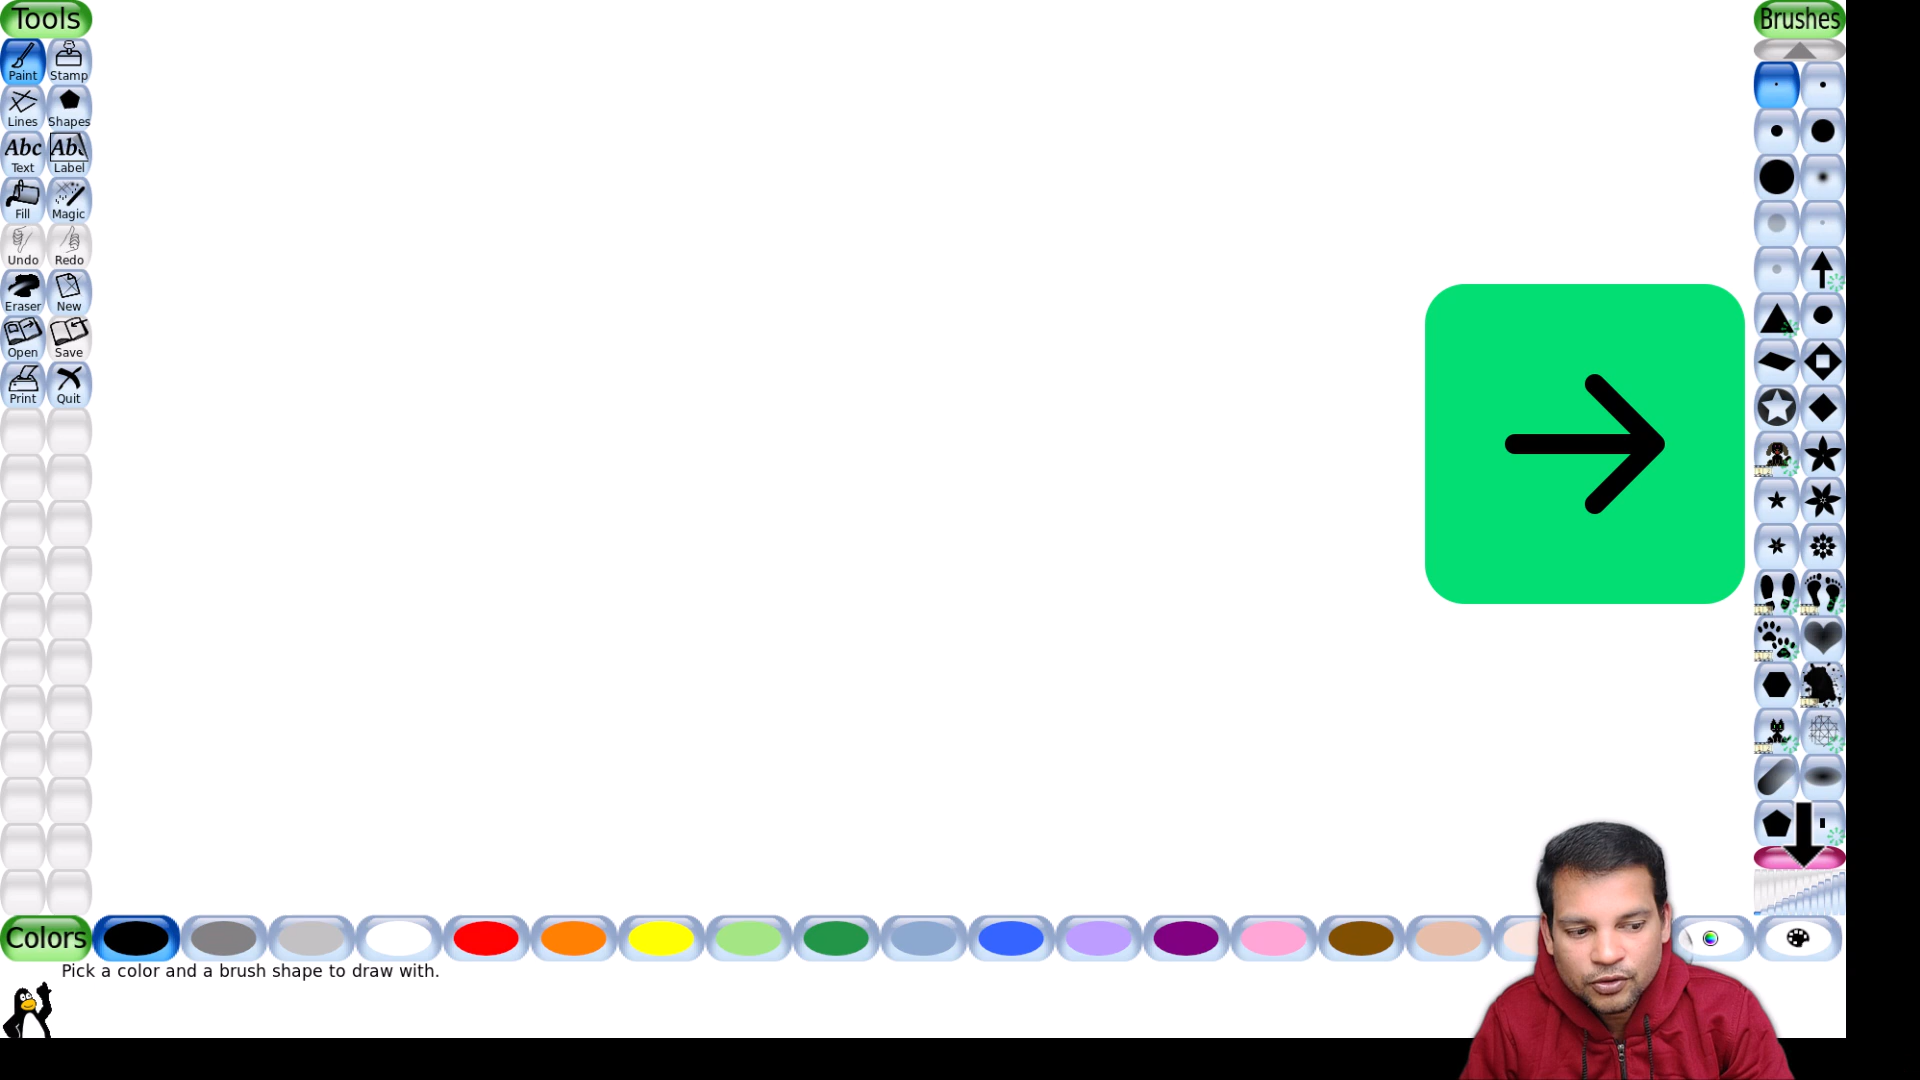 Tools
Brushes
Paint Stamp
Lines Shapes
Abc Abc
Text Label
Fill Magic
Undo Redo
Eraser New
Open Save
Print Quit
Colors
Pick a color and a brush shape to draw with.